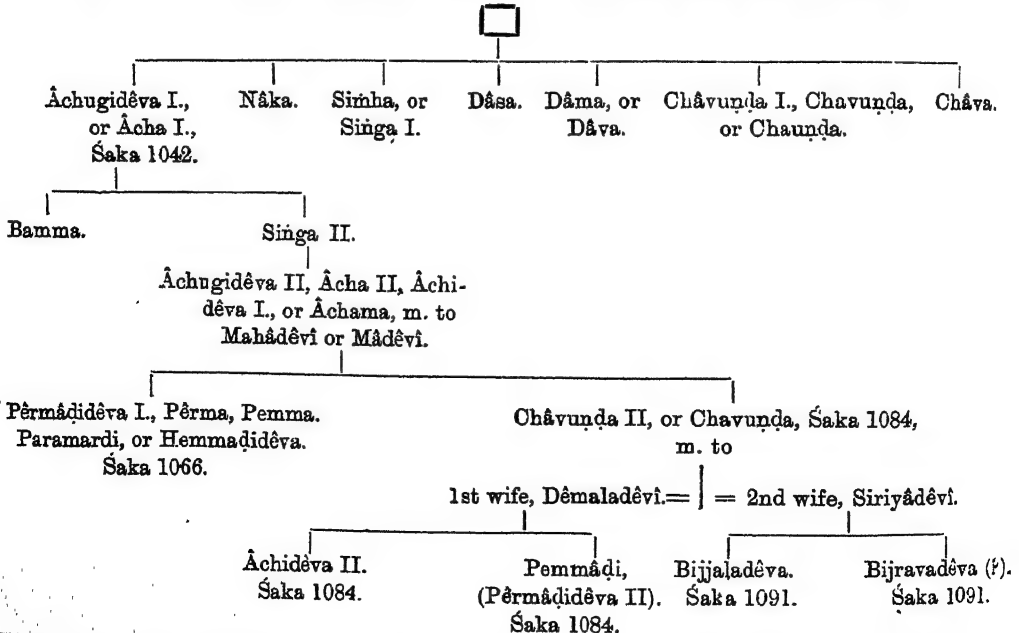 Âchugidêva I., Nâka. Siṁha, or Dâsa. Dâma, or Châvuṇḍa I., Chavuṇḍa, Châva.
or Âcha I., Siṅga I. Dâva. or Chauṇḍa.
Śaka 1042.
Bamma. Siṅga II.
Âchugidêva II, Âcha II, Âchi-
dêva I., or Âchama, m. to
Mahâdêvî or Mâdêvî.
Pêrmâḍidêva I., Pêrma, Pemma. Châvuṇḍa II, or Chavuṇḍa, Śaka 1084,
Paramardi, or Hemmaḍidêva. m. to
Śaka 1066.
1st wife, Dêmaladêvî.= = 2nd wife, Siriyâdêvî.
Âchidêva II. Pemmâḍi, Bijjaḷadêva. Bijravadêva (?).
Śaka 1084. (Pêrmâḍidêva II). Śaka 1091. Śaka 1091.
Śaka 1084.